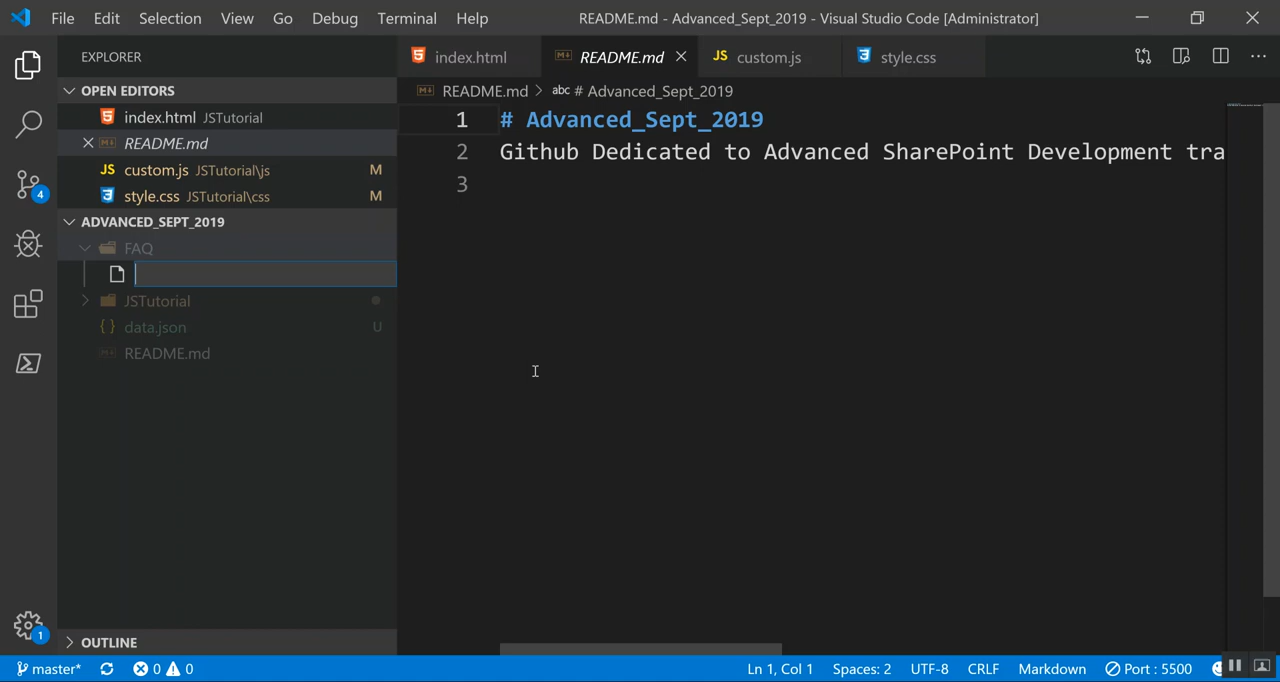 File Edit Selection View Go Debug Terminal Help README.md - Advanced_Sept_2019 - Visual Studio Code [Administrator]
EXPLORER
index.html README.md JS custom.js style.css
OPEN EDITORS
README.md > abc # Advanced_Sept_2019
index.html JSTutorial
README.md
JS custom.js JSTutorial\js M
style.css JSTutorial\css M
4
ADVANCED_SEPT_2019
FAQ
JSTutorial
{} data.json U
README.md
1 # Advanced_Sept_2019
2 Github Dedicated to Advanced SharePoint Development tra
3
1
OUTLINE
master* 0 0 Ln 1, Col 1 Spaces: 2 UTF-8 CRLF Markdown Port : 5500